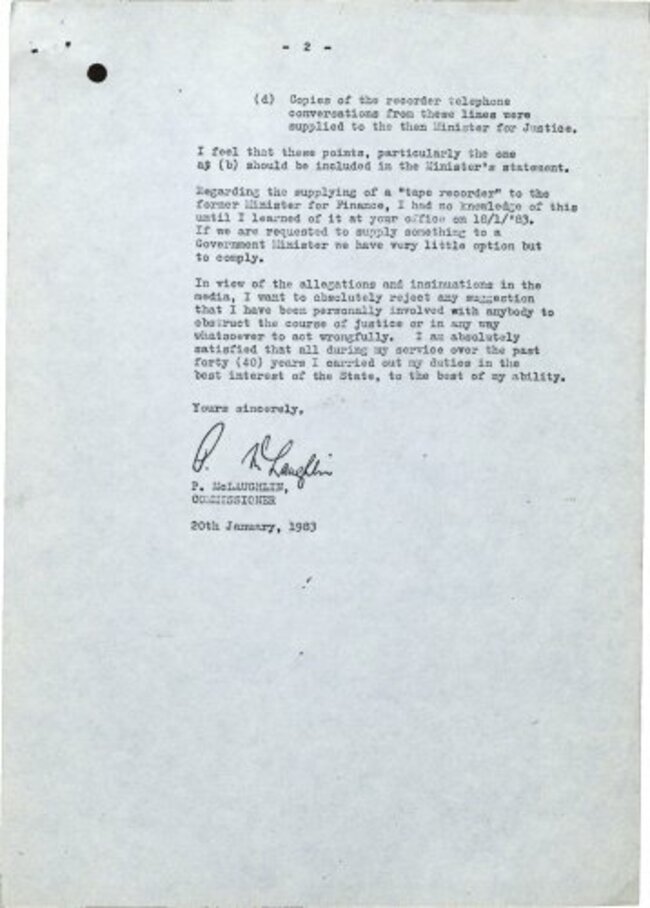 - 2 -
(d) Copies of the recorder telephone
conversations from these lines were
supplied to the then Minister for Justice.
I feel that these points, particularly the one
at (b) should be included in the Minister's statement.
Regarding the supplying of a "tape recorder" to the
former Minister for Finance, I had no knowledge of this
until I learned of it at your office on 18/1/'83.
If we are requested to supply something to a
Government Minister we have very little option but
to comply.
In view of the allegations and insinuations in the
media, I want to absolutely reject any suggestion
that I have been personally involved with anybody to
obstruct the course of justice or in any way
whatsoever to act wrongfully. I am absolutely
satisfied that all during my service over the past
forty (40) years I carried out my duties in the
best interest of the State, to the best of my ability.
Yours sincerely,
P. McLaughlin
P. McLAUGHLIN,
COMMISSIONER
20th January, 1983